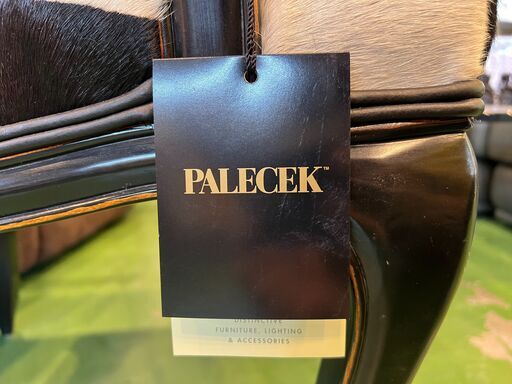 PALECEK™
DISTINCTIVE
FURNITURE, LIGHTING
& ACCESSORIES